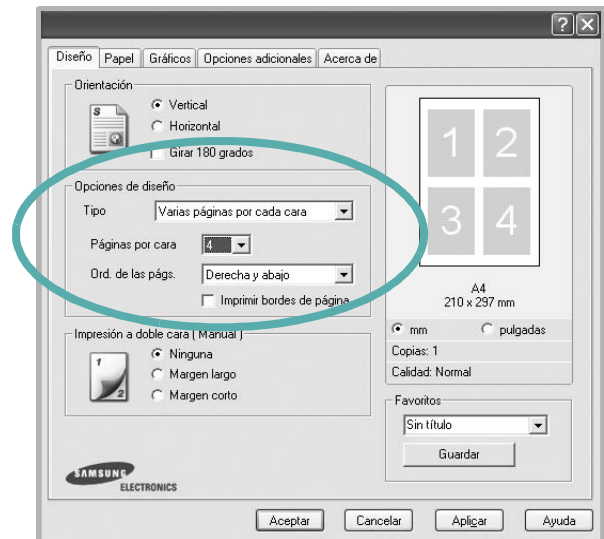 Diseño Papel Gráficos Opciones adicionales Acerca de
Orientación
S
Vertical
Horizontal
Girar 180 grados
Opciones de diseño
Tipo Varias páginas por cada cara
Páginas por cara 4
Ord. de las págs. Derecha y abajo
Imprimir bordes de página
Impresión a doble cara ( Manual )
1
2
Ninguna
Margen largo
Margen corto
SAMSUNG
ELECTRONICS
1 2
3 4
A4
210 x 297 mm
mm pulgadas
Copias: 1
Calidad: Normal
Favoritos
Sin título
Guardar
Aceptar Cancelar Aplicar Ayuda